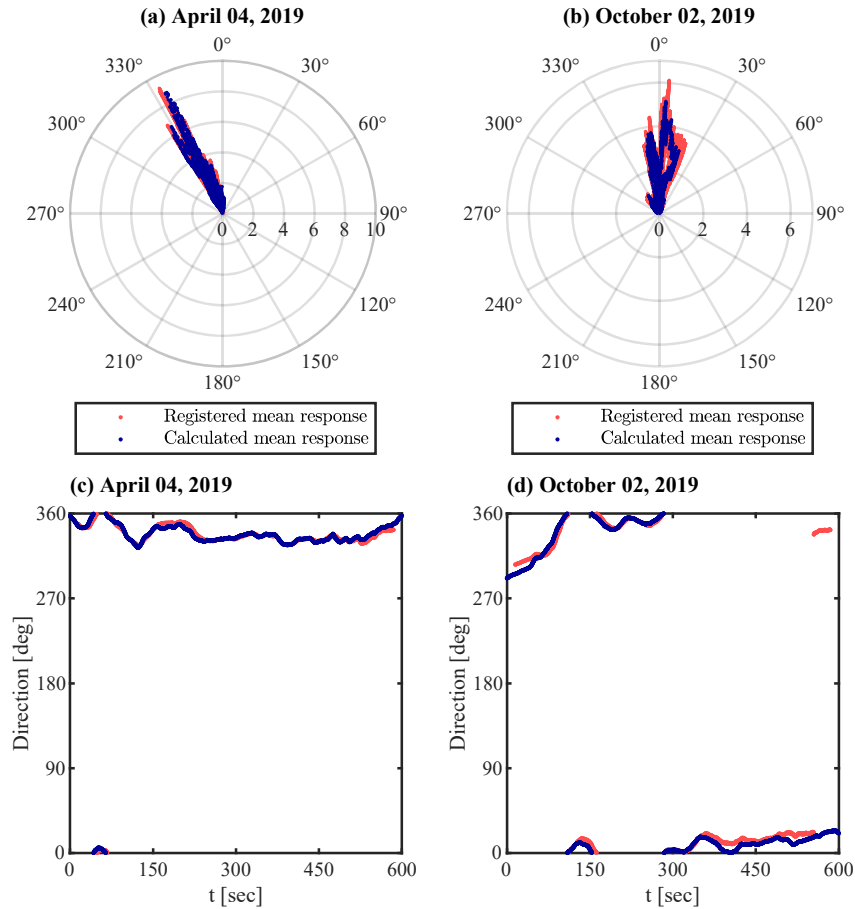 (a) April 04, 2019
0°
30°
60°
90°
120°
150°
180°
210°
240°
270°
300°
330°
0 2 4 6 8 10
Registered mean response
Calculated mean response
(b) October 02, 2019
0°
30°
60°
90°
120°
150°
180°
210°
240°
270°
300°
330°
0 2 4 6
Registered mean response
Calculated mean response
(c) April 04, 2019
Direction [deg]
360
270
180
90
0
0 150 300 450 600
t [sec]
(d) October 02, 2019
Direction [deg]
360
270
180
90
0
0 150 300 450 600
t [sec]